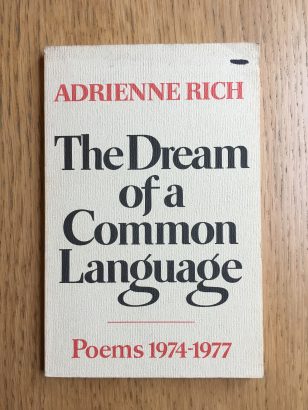 ADRIENNE RICH
The Dream
of a
Common
Language
Poems 1974-1977